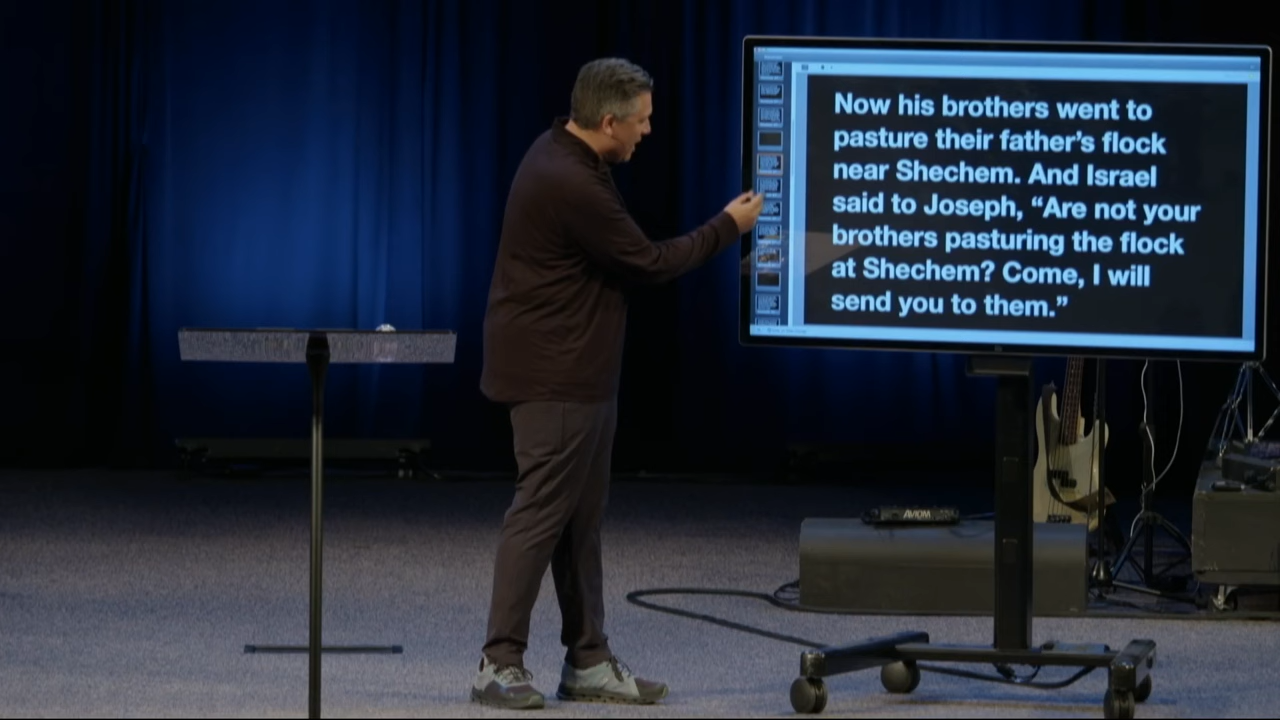 Now his brothers went to
pasture their father’s flock
near Shechem. And Israel
said to Joseph, “Are not your
brothers pasturing the flock
at Shechem? Come, I will
send you to them.”
AVIOM